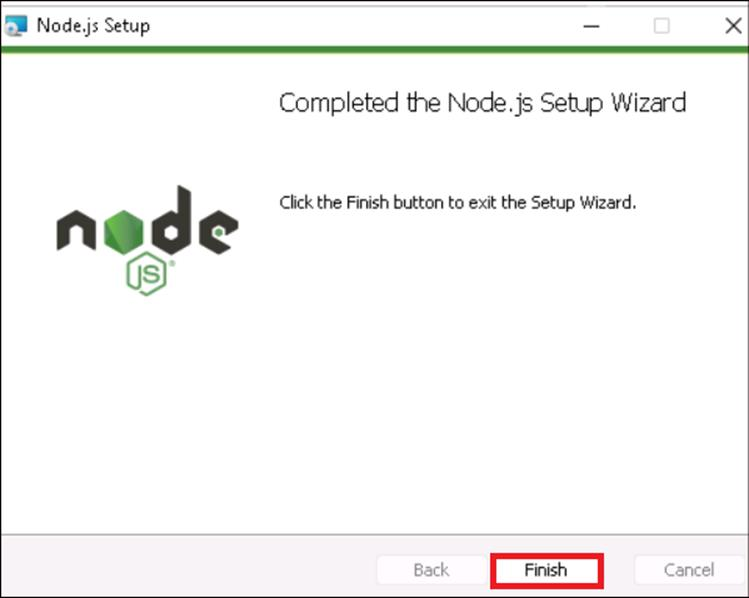 Node.js Setup
Completed the Node.js Setup Wizard
Click the Finish button to exit the Setup Wizard.
node
JS®
Back
Finish
Cancel